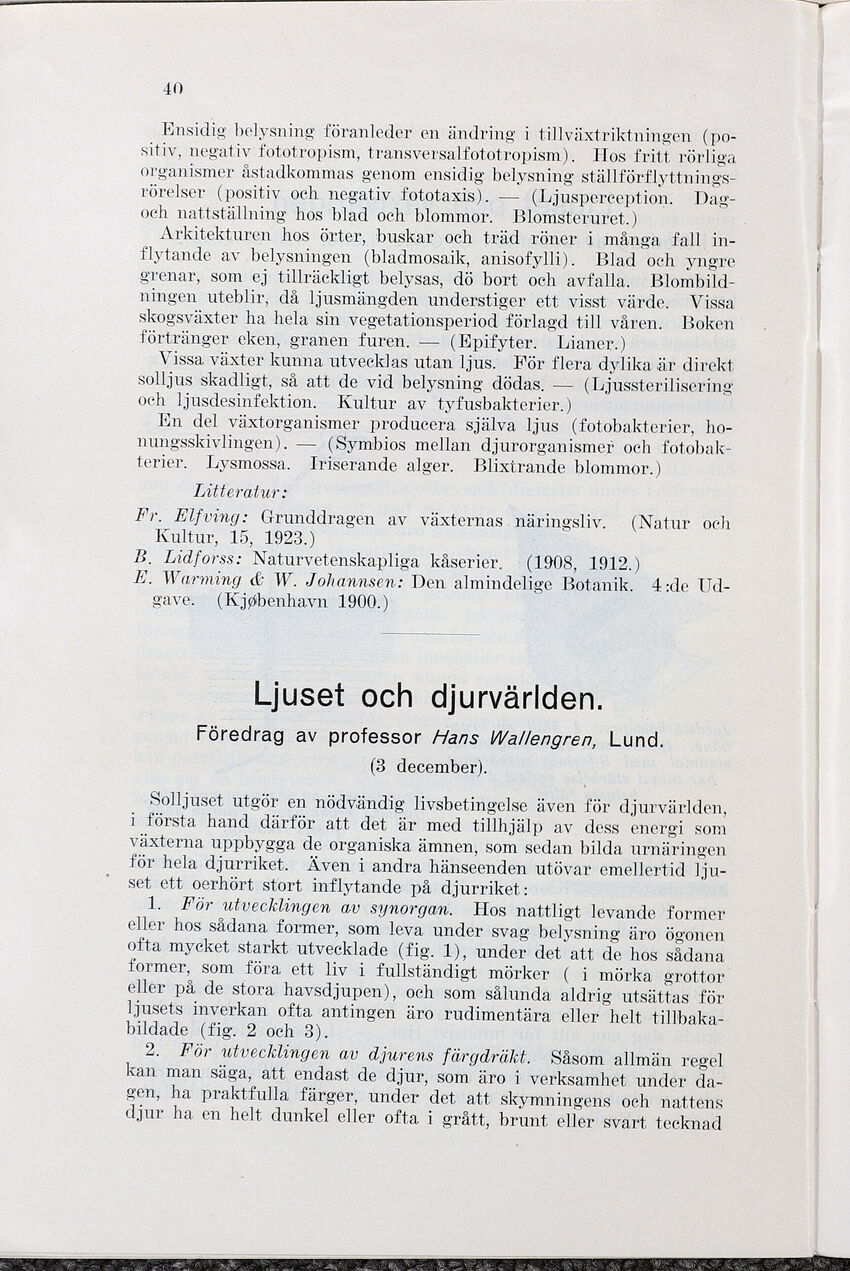 40
Ensidig belysning föranleder en ändring i tillväxtriktningen (po-
sitiv, negativ fototropism, transversalfototropism). Hos fritt rörliga
organismer åstadkommas genom ensidig belysning ställförflyttnings-
rörelser (positiv och negativ fototaxis). — (Ljusperception. Dag-
och nattställning hos blad och blommor. Blomsteruret.)
Arkitekturen hos örter, buskar och träd röner i många fall in-
flytande av belysningen (bladmosaik, anisofylli). Blad och yngre
grenar, som ej tillräckligt belysas, dö bort och avfalla. Blombild-
ningen uteblir, då ljusmängden understiger ett visst värde. Vissa
skogsväxter ha hela sin vegetationsperiod förlagd till våren. Boken
förtränger eken, granen furen. — (Epifyter. Lianer.)
Vissa växter kunna utvecklas utan ljus. För flera dylika är direkt
solljus skadligt, så att de vid belysning dödas. — (Ljussterilisering
och ljusdesinfektion. Kultur av tyfusbakterier.)
En del växtorganismer producera själva ljus (fotobakterier, ho-
nungsskivlingen). — (Symbios mellan djurorganismer och fotobak-
terier. Lysmossa. Iriserande alger. Blixtrande blommor.)
Litteratur:
Fr. Elfving: Grunddragen av växternas näringsliv. (Natur och
Kultur, 15, 1923.)
B. Lidforss: Naturvetenskapliga kåserier. (1908, 1912.)
E. Warming & W. Johannsen: Den almindelige Botanik. 4:de Ud-
gave. (Kjøbenhavn 1900.)
Ljuset och djurvärlden.
Föredrag av professor Hans Wallengren, Lund.
(3 december).
Solljuset utgör en nödvändig livsbetingelse även för djurvärlden,
i första hand därför att det är med tillhjälp av dess energi som
växterna uppbygga de organiska ämnen, som sedan bilda urnäringen
för hela djurriket. Även i andra hänseenden utövar emellertid lju-
set ett oerhört stort inflytande på djurriket:
1. För utvecklingen av synorgan. Hos nattligt levande former
eller hos sådana former, som leva under svag belysning äro ögonen
ofta mycket starkt utvecklade (fig. 1), under det att de hos sådana
former, som föra ett liv i fullständigt mörker ( i mörka grottor
eller på de stora havsdjupen), och som sålunda aldrig utsättas för
ljusets inverkan ofta antingen äro rudimentära eller helt tillbaka-
bildade (fig. 2 och 3).
2. För utvecklingen av djurens färgdräkt. Såsom allmän regel
kan man säga, att endast de djur, som äro i verksamhet under da-
gen, ha praktfulla färger, under det att skymningens och nattens
djur ha en helt dunkel eller ofta i grått, brunt eller svart tecknad